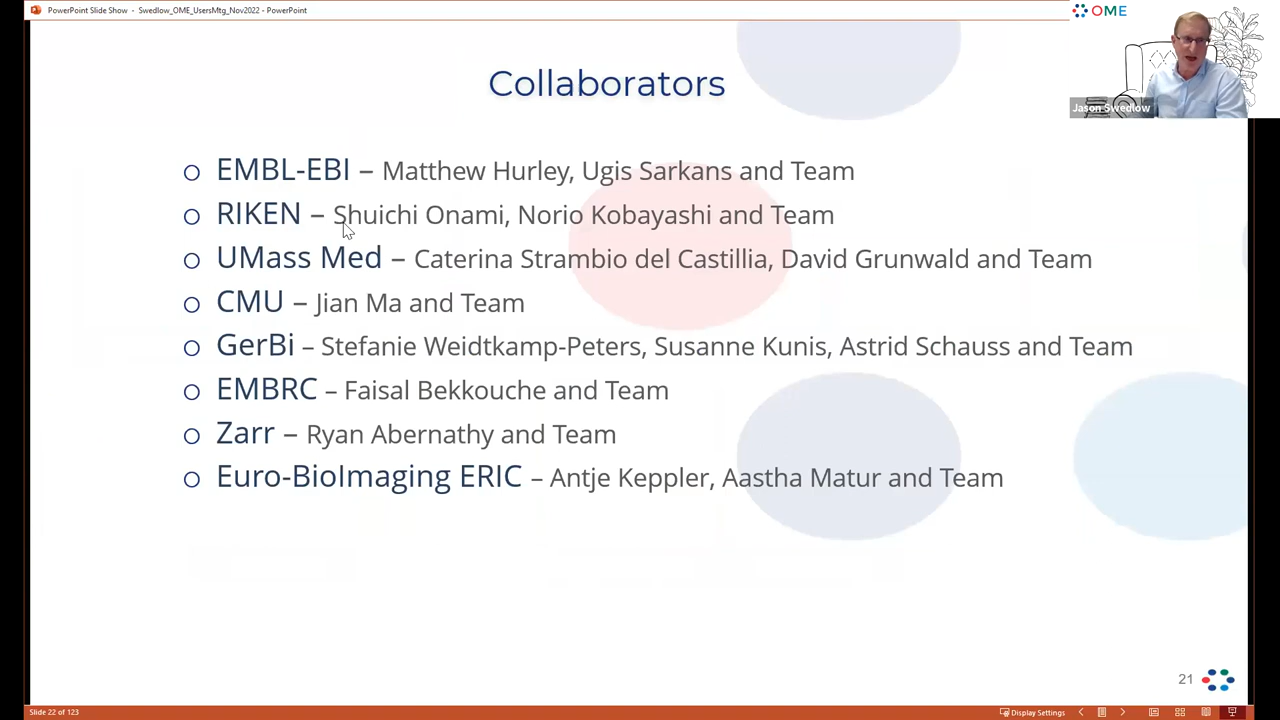 PowerPoint Slide Show - Swedlow_OME_UsersMtg_Nov2022 - PowerPoint
OME
Jason Swedlow
Collaborators
o EMBL-EBI – Matthew Hurley, Ugis Sarkans and Team
o RIKEN – Shuichi Onami, Norio Kobayashi and Team
o UMass Med – Caterina Strambio del Castillia, David Grunwald and Team
o CMU – Jian Ma and Team
o GerBi – Stefanie Weidtkamp-Peters, Susanne Kunis, Astrid Schauss and Team
o EMBRC – Faisal Bekkouche and Team
o Zarr – Ryan Abernathy and Team
o Euro-BioImaging ERIC – Antje Keppler, Aastha Matur and Team
21
Slide 22 of 123
Display Settings